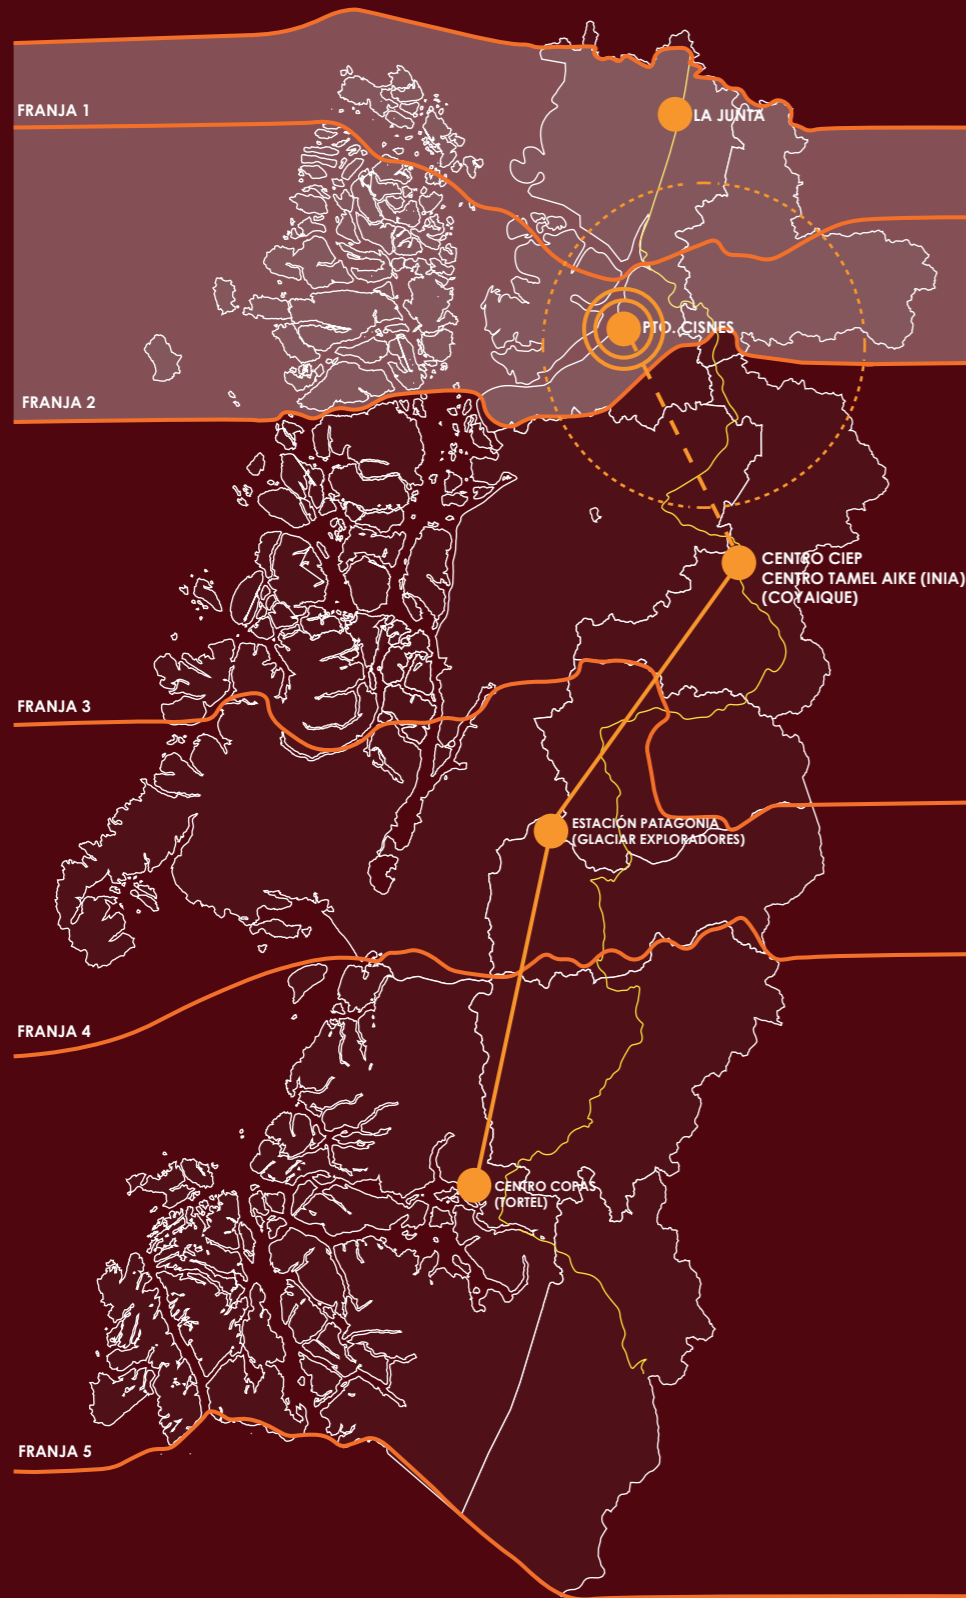 FRANJA 1
LA JUNTA
PTO. CISNES
FRANJA 2
CENTRO CIEP
CENTRO TAMEL AIKE (INIA)
(COYAIQUE)
FRANJA 3
ESTACIÓN PATAGONIA
(GLACIAR EXPLORADORES)
FRANJA 4
CENTRO COPAS
(TORTEL)
FRANJA 5